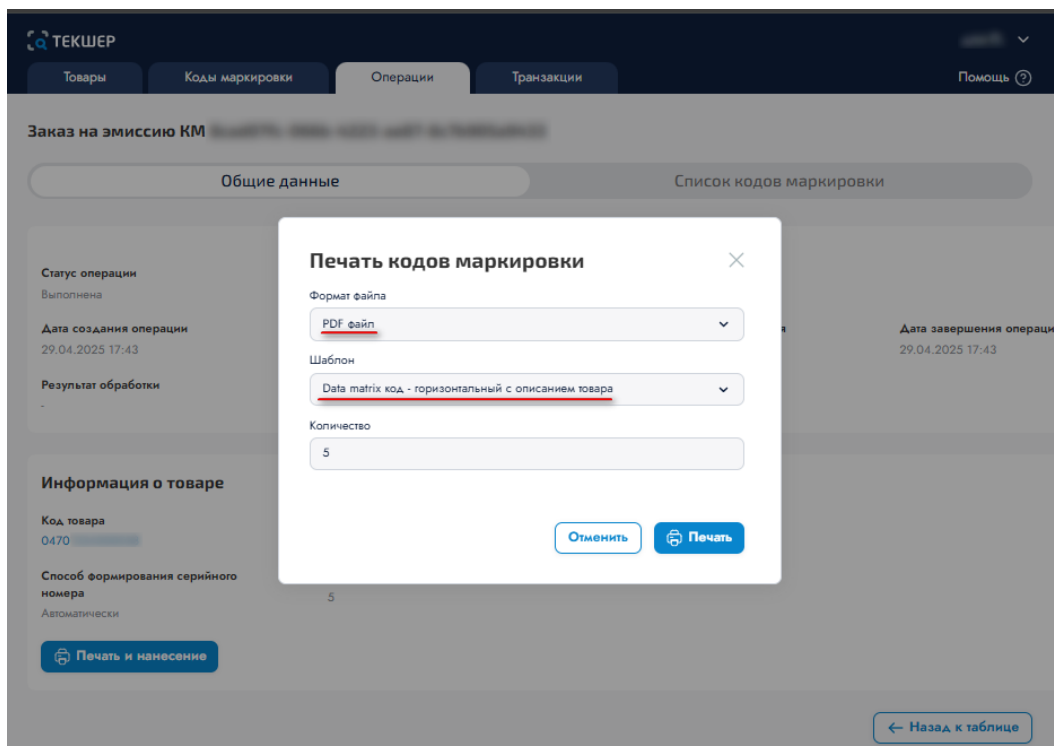 ТЕКШЕР
Товары
Коды маркировки
Операции
Транзакции
Помощь
Заказ на эмиссию КМ
Общие данные
Список кодов маркировки
Печать кодов маркировки
Формат файла
PDF файл
Шаблон
Data matrix код - горизонтальный с описанием товара
Количество
5
Отменить
Печать
Статус операции
Выполнена
Дата создания операции
29.04.2025 17:43
Дата завершения операци
29.04.2025 17:43
Результат обработки
-
Информация о товаре
Код товара
0470
Способ формирования серийного
номера
Автоматически
5
Печать и нанесение
← Назад к таблице